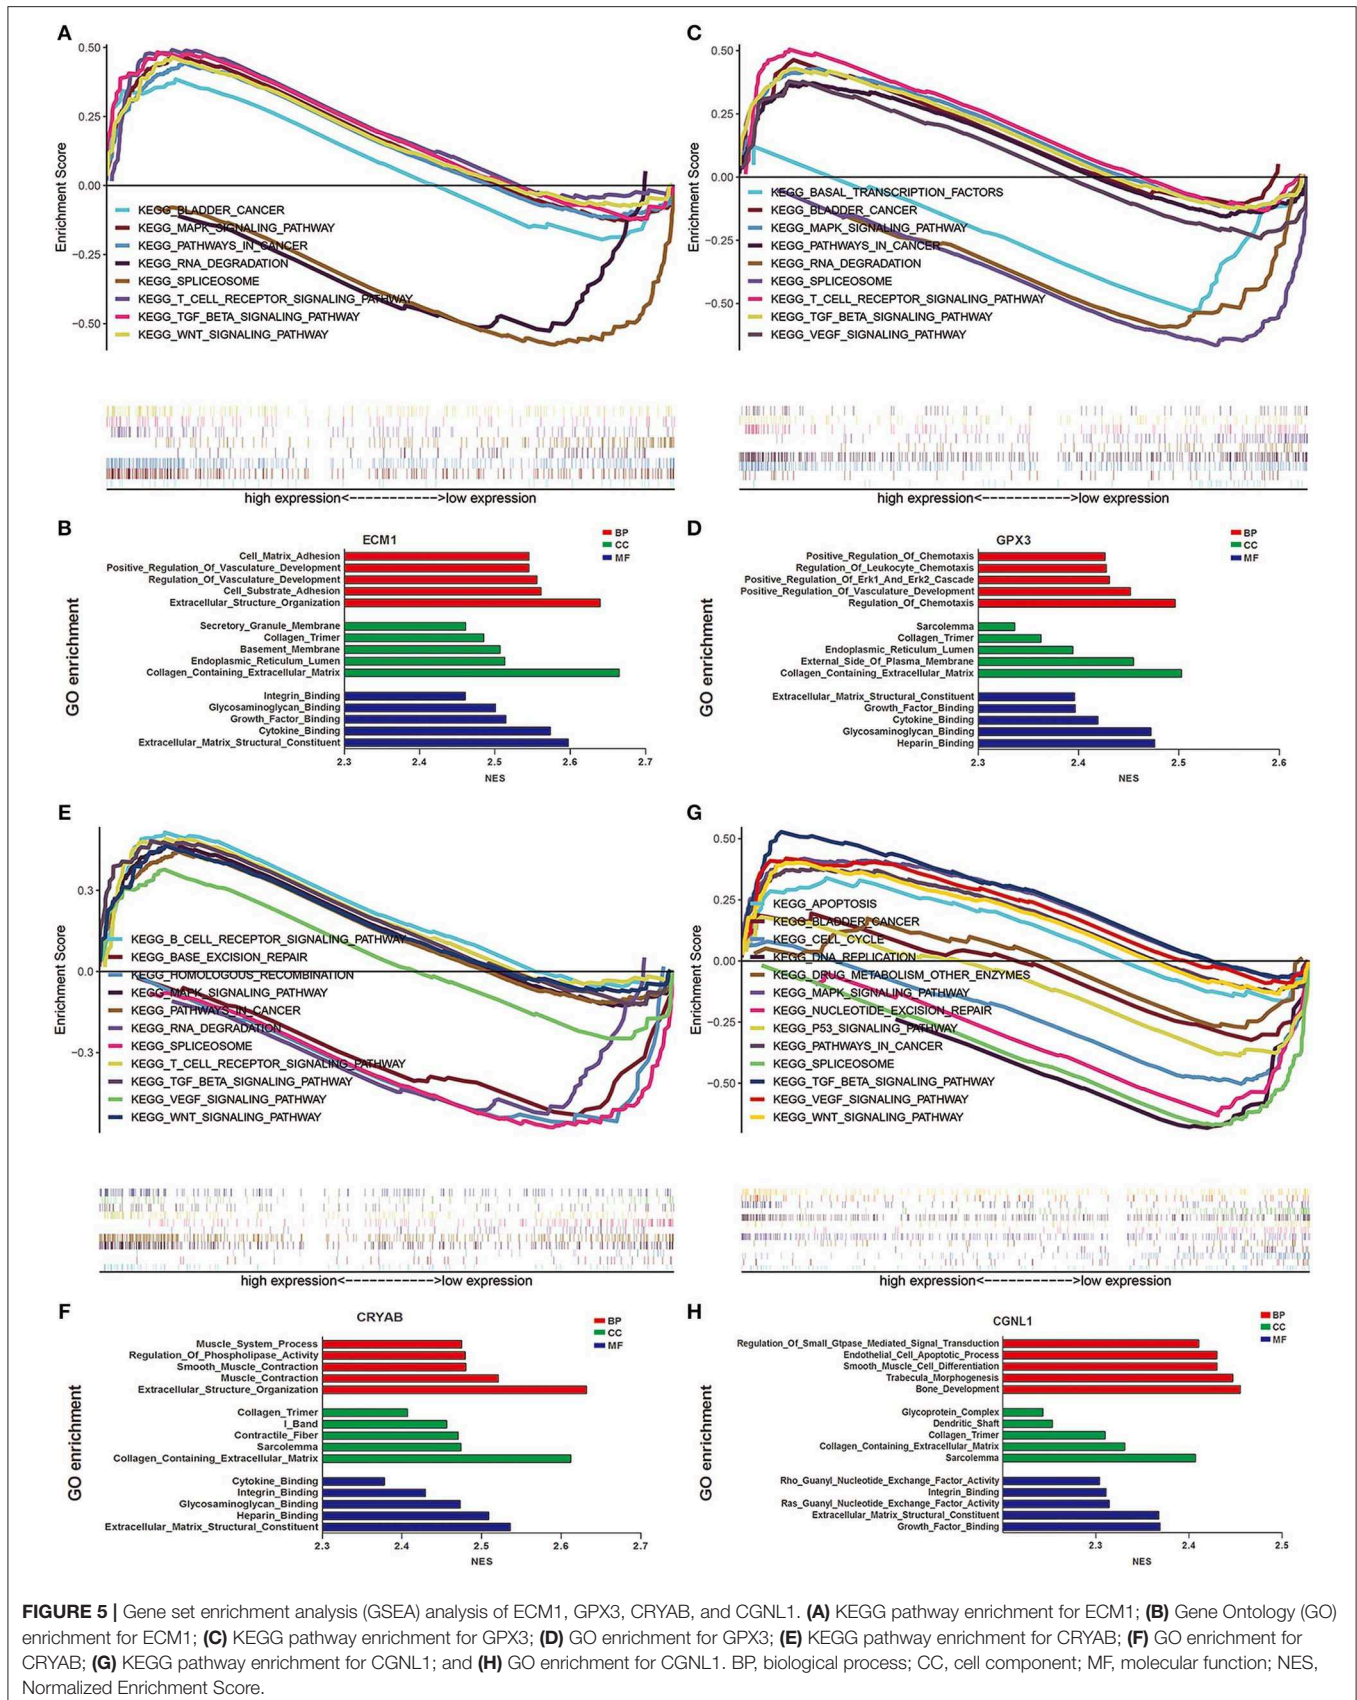 A
0.50
0.25
0.00
−0.25
−0.50
Enrichment Score
KEGG_BLADDER_CANCER
KEGG_MAPK_SIGNALING_PATHWAY
KEGG_PATHWAYS_IN_CANCER
KEGG_RNA_DEGRADATION
KEGG_SPLICEOSOME
KEGG_T_CELL_RECEPTOR_SIGNALING_PATHWAY
KEGG_TGF_BETA_SIGNALING_PATHWAY
KEGG_WNT_SIGNALING_PATHWAY
high expression<------------>low expression
C
0.50
0.25
0.00
−0.25
−0.50
Enrichment Score
KEGG_BASAL_TRANSCRIPTION_FACTORS
KEGG_BLADDER_CANCER
KEGG_MAPK_SIGNALING_PATHWAY
KEGG_PATHWAYS_IN_CANCER
KEGG_RNA_DEGRADATION
KEGG_SPLICEOSOME
KEGG_T_CELL_RECEPTOR_SIGNALING_PATHWAY
KEGG_TGF_BETA_SIGNALING_PATHWAY
KEGG_VEGF_SIGNALING_PATHWAY
high expression<------------>low expression
B
ECM1
BP
CC
MF
GO enrichment
Cell_Matrix_Adhesion
Positive_Regulation_Of_Vasculature_Development
Regulation_Of_Vasculature_Development
Cell_Substrate_Adhesion
Extracellular_Structure_Organization
Secretory_Granule_Membrane
Collagen_Trimer
Basement_Membrane
Endoplasmic_Reticulum_Lumen
Collagen_Containing_Extracellular_Matrix
Integrin_Binding
Glycosaminoglycan_Binding
Growth_Factor_Binding
Cytokine_Binding
Extracellular_Matrix_Structural_Constituent
2.3 2.4 2.5 2.6 2.7
NES
D
GPX3
BP
CC
MF
GO enrichment
Positive_Regulation_Of_Chemotaxis
Regulation_Of_Leukocyte_Chemotaxis
Positive_Regulation_Of_Erk1_And_Erk2_Cascade
Positive_Regulation_Of_Vasculature_Development
Regulation_Of_Chemotaxis
Sarcolemma
Collagen_Trimer
Endoplasmic_Reticulum_Lumen
External_Side_Of_Plasma_Membrane
Collagen_Containing_Extracellular_Matrix
Extracellular_Matrix_Structural_Constituent
Growth_Factor_Binding
Cytokine_Binding
Glycosaminoglycan_Binding
Heparin_Binding
2.3 2.4 2.5 2.6
NES
E
0.3
0.0
−0.3
Enrichment Score
KEGG_B_CELL_RECEPTOR_SIGNALING_PATHWAY
KEGG_BASE_EXCISION_REPAIR
KEGG_HOMOLOGOUS_RECOMBINATION
KEGG_MAPK_SIGNALING_PATHWAY
KEGG_PATHWAYS_IN_CANCER
KEGG_RNA_DEGRADATION
KEGG_SPLICEOSOME
KEGG_T_CELL_RECEPTOR_SIGNALING_PATHWAY
KEGG_TGF_BETA_SIGNALING_PATHWAY
KEGG_VEGF_SIGNALING_PATHWAY
KEGG_WNT_SIGNALING_PATHWAY
high expression<------------>low expression
G
0.50
0.25
0.00
−0.25
−0.50
Enrichment Score
KEGG_APOPTOSIS
KEGG_BLADDER_CANCER
KEGG_CELL_CYCLE
KEGG_DNA_REPLICATION
KEGG_DRUG_METABOLISM_OTHER_ENZYMES
KEGG_MAPK_SIGNALING_PATHWAY
KEGG_NUCLEOTIDE_EXCISION_REPAIR
KEGG_P53_SIGNALING_PATHWAY
KEGG_PATHWAYS_IN_CANCER
KEGG_SPLICEOSOME
KEGG_TGF_BETA_SIGNALING_PATHWAY
KEGG_VEGF_SIGNALING_PATHWAY
KEGG_WNT_SIGNALING_PATHWAY
high expression<------------>low expression
F
CRYAB
BP
CC
MF
GO enrichment
Muscle_System_Process
Regulation_Of_Phospholipase_Activity
Smooth_Muscle_Contraction
Muscle_Contraction
Extracellular_Structure_Organization
Collagen_Trimer
I_Band
Contractile_Fiber
Sarcolemma
Collagen_Containing_Extracellular_Matrix
Cytokine_Binding
Integrin_Binding
Glycosaminoglycan_Binding
Heparin_Binding
Extracellular_Matrix_Structural_Constituent
2.3 2.4 2.5 2.6 2.7
NES
H
CGNL1
BP
CC
MF
GO enrichment
Regulation_Of_Small_Gtpase_Mediated_Signal_Transduction
Endothelial_Cell_Apoptotic_Process
Smooth_Muscle_Cell_Differentiation
Trabecula_Morphogenesis
Bone_Development
Glycoprotein_Complex
Dendritic_Shaft
Collagen_Trimer
Collagen_Containing_Extracellular_Matrix
Sarcolemma
Rho_Guanyl_Nucleotide_Exchange_Factor_Activity
Integrin_Binding
Ras_Guanyl_Nucleotide_Exchange_Factor_Activity
Extracellular_Matrix_Structural_Constituent
Growth_Factor_Binding
2.3 2.4 2.5
NES
FIGURE 5 | Gene set enrichment analysis (GSEA) analysis of ECM1, GPX3, CRYAB, and CGNL1. (A) KEGG pathway enrichment for ECM1; (B) Gene Ontology (GO)
enrichment for ECM1; (C) KEGG pathway enrichment for GPX3; (D) GO enrichment for GPX3; (E) KEGG pathway enrichment for CRYAB; (F) GO enrichment for
CRYAB; (G) KEGG pathway enrichment for CGNL1; and (H) GO enrichment for CGNL1. BP, biological process; CC, cell component; MF, molecular function; NES,
Normalized Enrichment Score.